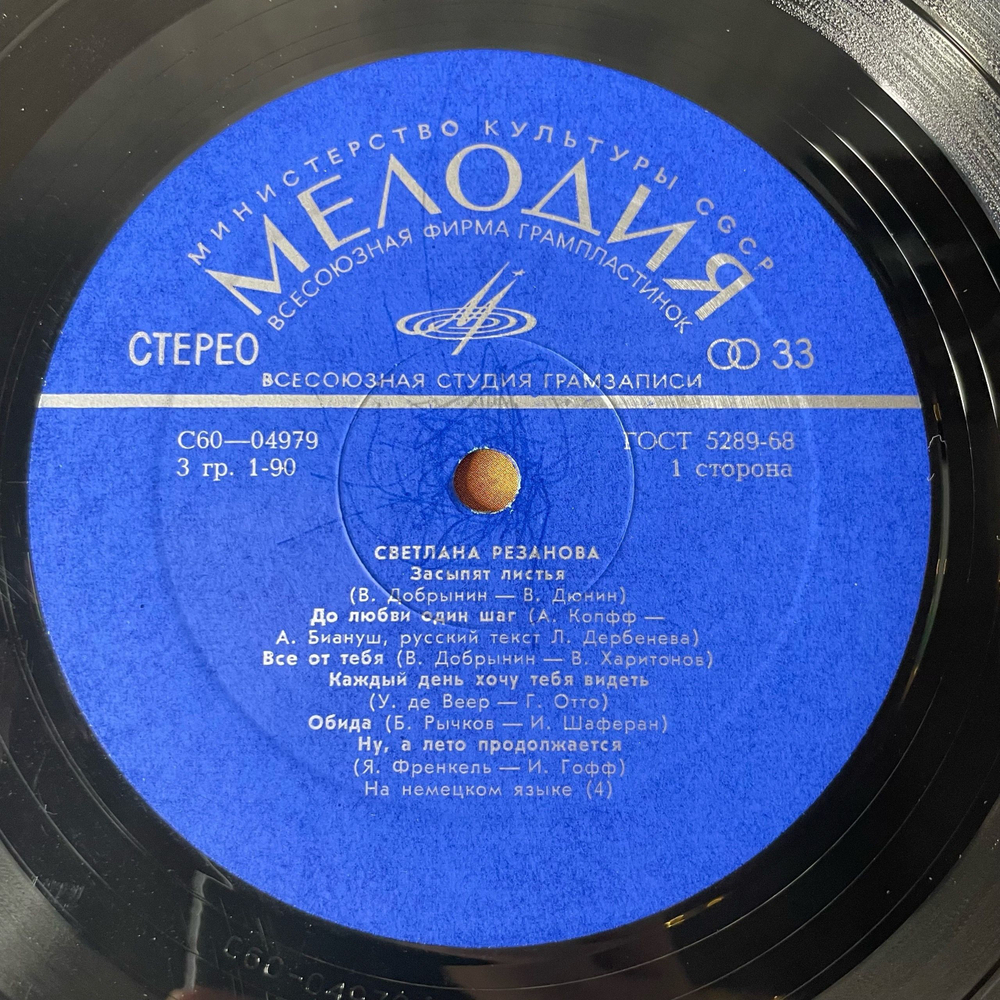 МИНИСТЕРСТВО КУЛЬТУРЫ СССР
МЕЛОДИЯ
ВСЕСОЮЗНАЯ ФИРМА ГРАМПЛАСТИНОК
СТЕРЕО
33
ВСЕСОЮЗНАЯ СТУДИЯ ГРАМЗАПИСИ
С60—04979
ГОСТ 5289-68
3 гр. 1-90
1 сторона
СВЕТЛАНА РЕЗАНОВА
Засыпят листья
(В. Добрынин — В. Дюнин)
До любви один шаг (А. Копфф —
А. Биануш, русский текст Л. Дербенева)
Все от тебя (В. Добрынин — В. Харитонов)
Каждый день хочу тебя видеть
(У. де Веер — Г. Отто)
Обида (Б. Рычков — И. Шаферан)
Ну, а лето продолжается
(Я. Френкель — И. Гофф)
На немецком языке (4)